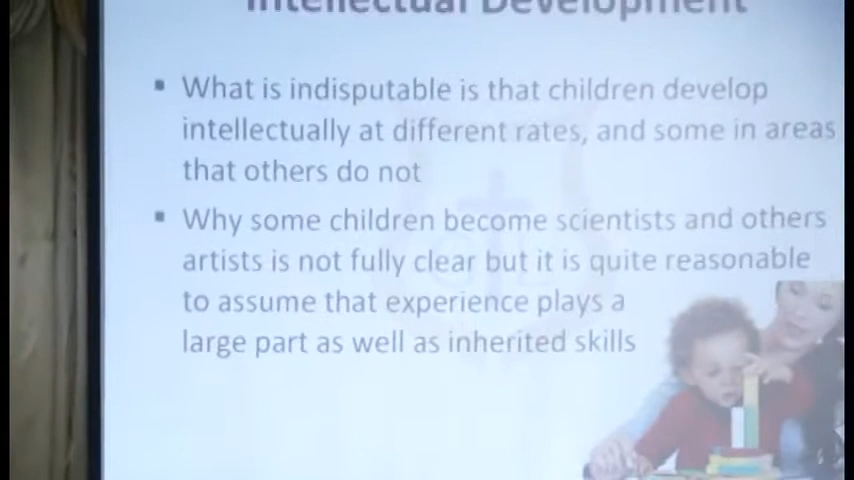 Intellectual Development
▪ What is indisputable is that children develop
intellectually at different rates, and some in areas
that others do not
▪ Why some children become scientists and others
artists is not fully clear but it is quite reasonable
to assume that experience plays a
large part as well as inherited skills